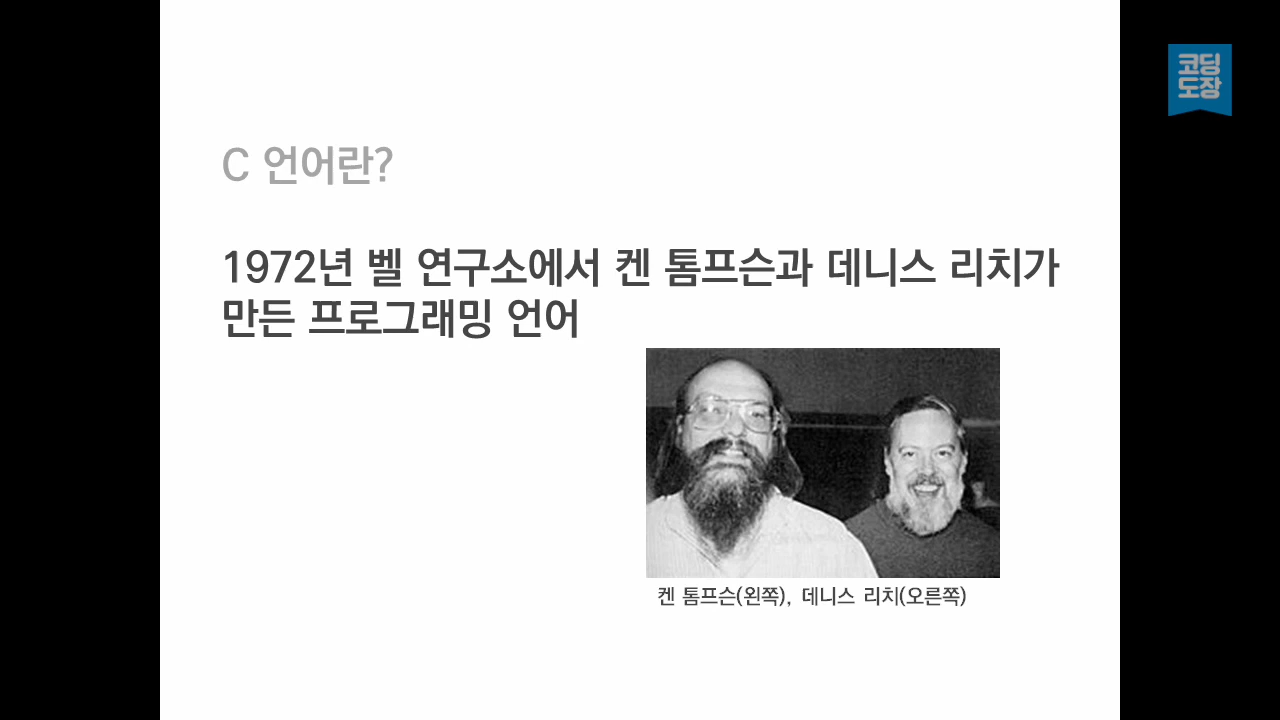 코딩
도장
C 언어란?
1972년 벨 연구소에서 켄 톰프슨과 데니스 리치가
만든 프로그래밍 언어
켄 톰프슨(왼쪽), 데니스 리치(오른쪽)